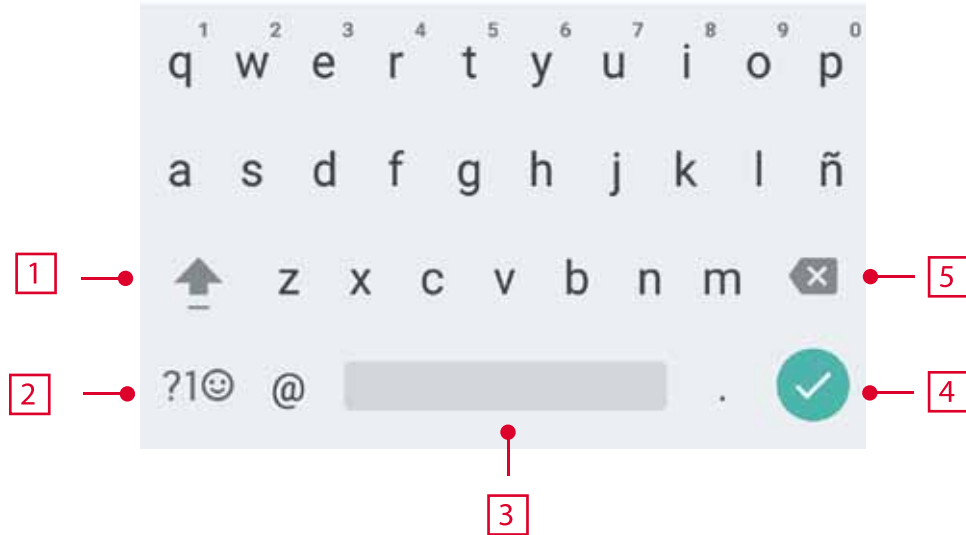 1 2 3 4 5 6 7 8 9 0
q w e r t y u i o p
a s d f g h j k l ñ
1 z x c v b n m 5
2 ?1☺ @ . 4
3